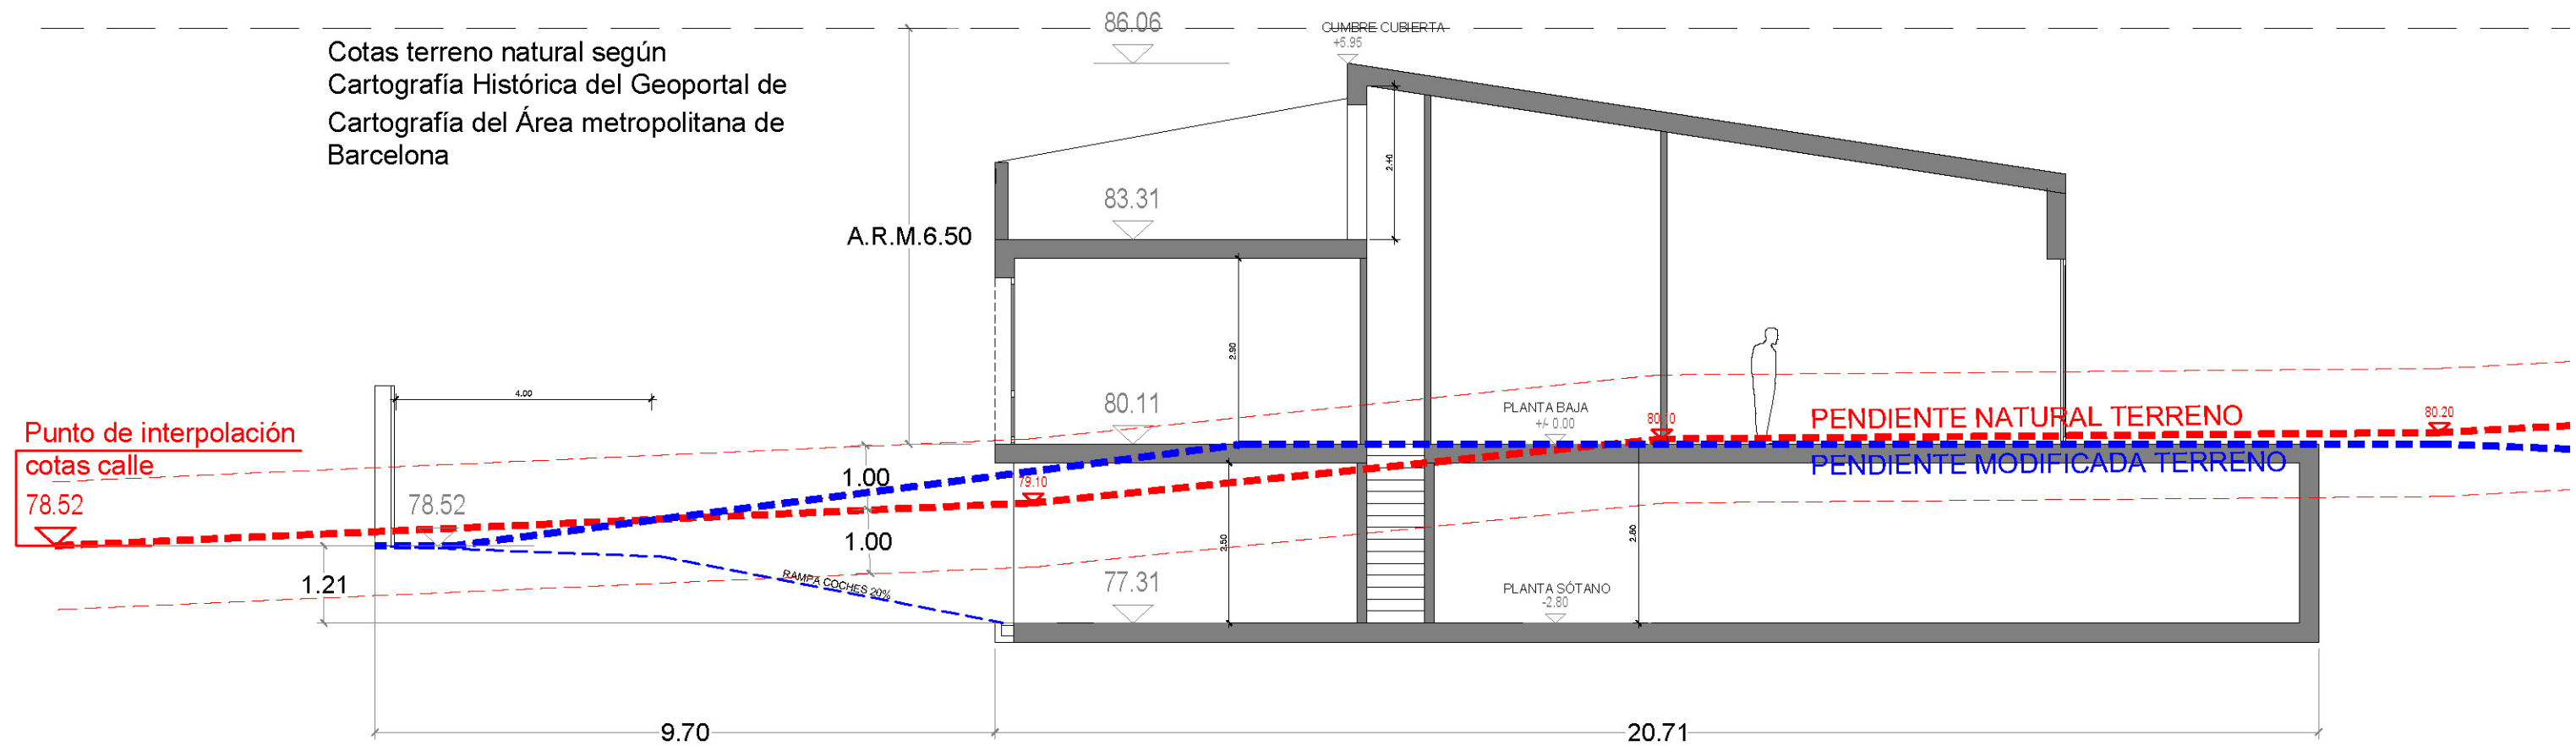 86.06
CUMBRE CUBIERTA
+5.95
Cotas terreno natural según
Cartografía Histórica del Geoportal de
Cartografía del Área metropolitana de
Barcelona
2.40
83.31
A.R.M.6.50
2.90
4.00
80.11
PLANTA BAJA
+/- 0.00
80.10
PENDIENTE NATURAL TERRENO
80.20
Punto de interpolación
cotas calle
78.52
78.52
1.00
79.10
PENDIENTE MODIFICADA TERRENO
1.00
2.50
2.80
1.21
RAMPA COCHES 20%
77.31
PLANTA SÓTANO
-2.80
9.70
20.71